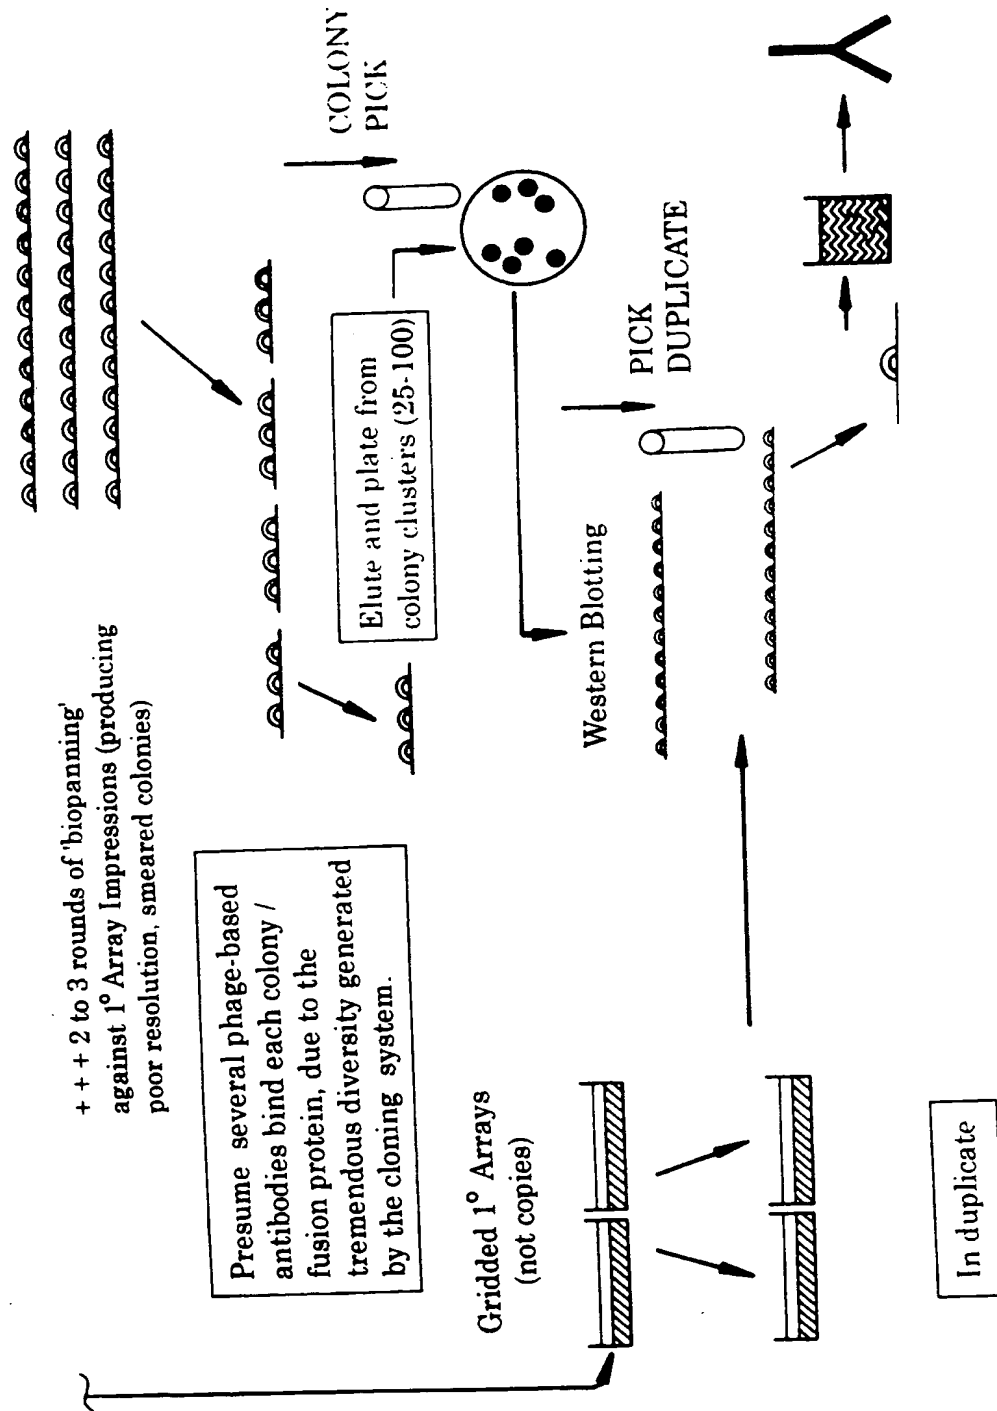 + + + 2 to 3 rounds of 'biopanning'
against 1° Array Impressions (producing
poor resolution, smeared colonies)
Presume several phage-based
antibodies bind each colony /
fusion protein, due to the
tremendous diversity generated
by the cloning system.
COLONY
PICK
Elute and plate from
colony clusters (25-100)
Gridded 1° Arrays
(not copies)
Western Blotting
PICK
DUPLICATE
In duplicate